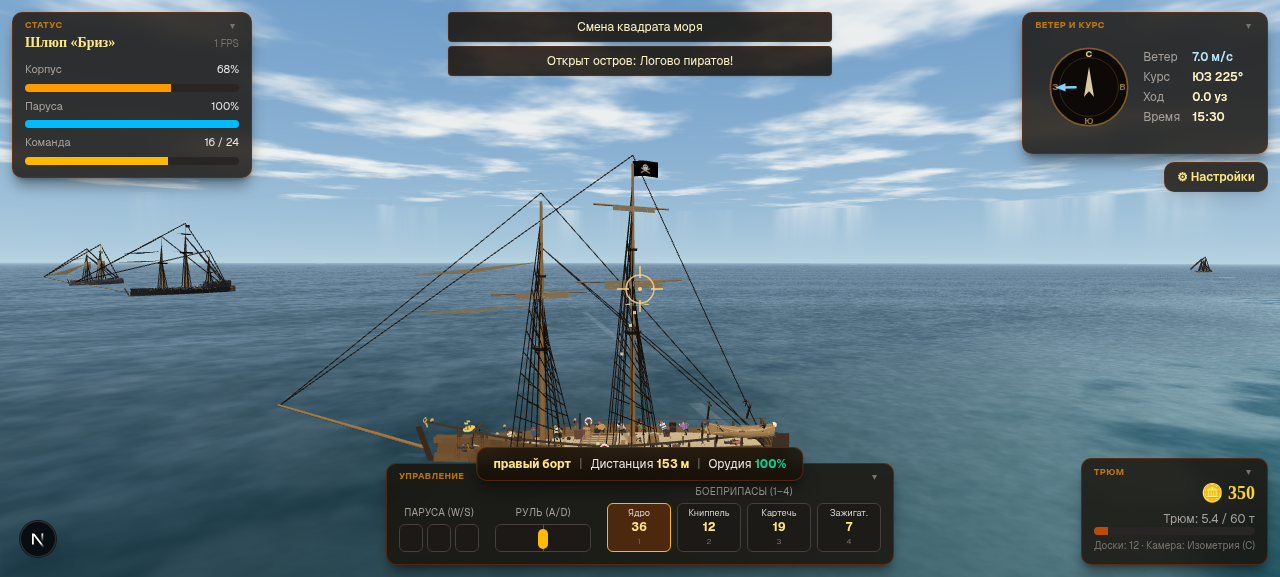 СТАТУС
Шлюп «Бриз»
1 FPS
Корпус 68%
Паруса 100%
Команда 16 / 24
Смена квадрата моря
Открыт остров: Логово пиратов!
ВЕТЕР И КУРС
С
З В
Ю
Ветер 7.0 м/с
Курс ЮЗ 225°
Ход 0.0 уз
Время 15:30
⚙ Настройки
правый борт | Дистанция 153 м | Орудия 100%
УПРАВЛЕНИЕ
БОЕПРИПАСЫ (1–4)
ПАРУСА (W/S) РУЛЬ (A/D)
Ядро Книппель Картечь Зажигат.
36 12 19 7
1 2 3 4
ТРЮМ
350
Трюм: 5.4 / 60 т
Доски: 12 · Камера: Изометрия (C)
N